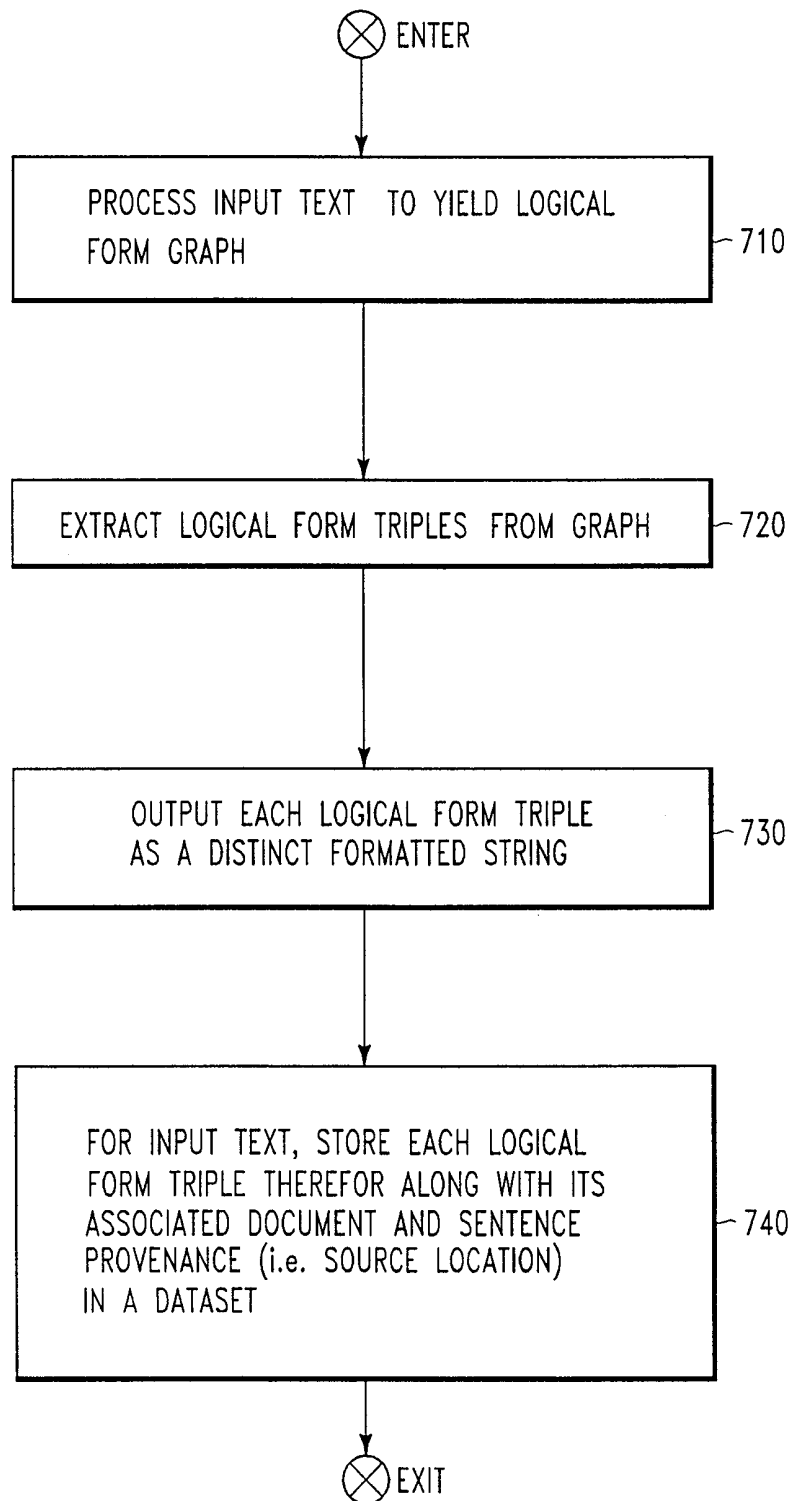 ENTER
PROCESS INPUT TEXT TO YIELD LOGICAL
FORM GRAPH
710
EXTRACT LOGICAL FORM TRIPLES FROM GRAPH
720
OUTPUT EACH LOGICAL FORM TRIPLE
AS A DISTINCT FORMATTED STRING
730
FOR INPUT TEXT, STORE EACH LOGICAL
FORM TRIPLE THEREFOR ALONG WITH ITS
ASSOCIATED DOCUMENT AND SENTENCE
PROVENANCE (i.e. SOURCE LOCATION)
IN A DATASET
740
EXIT